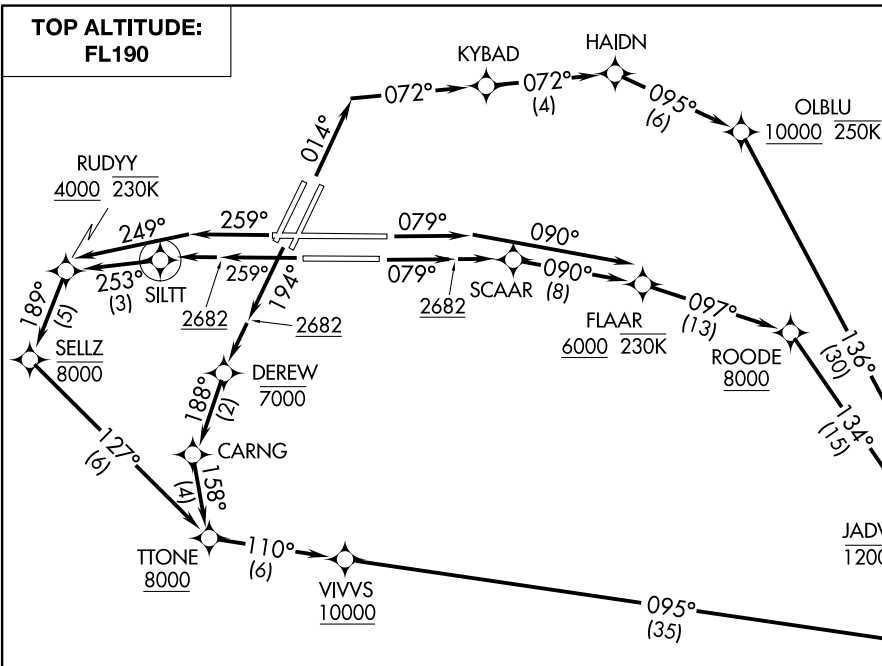 TOP ALTITUDE:
FL190
KYBAD
HAIDN
072°
072°
(4)
095°
(6)
OLBLU
10000 250K
014°
RUDYY
4000 230K
249°
259°
079°
090°
253°
(3)
SILTT
259°
2682
194°
2682
079°
2682
SCAAR
090°
(8)
FLAAR
6000 230K
097°
(13)
ROODE
8000
136°
(30)
134°
(15)
189°
(5)
SELLZ
8000
DEREW
7000
188°
(2)
CARNG
127°
(6)
158°
(4)
TTONE
8000
110°
(6)
VIVVS
10000
095°
(35)
JADV
1200